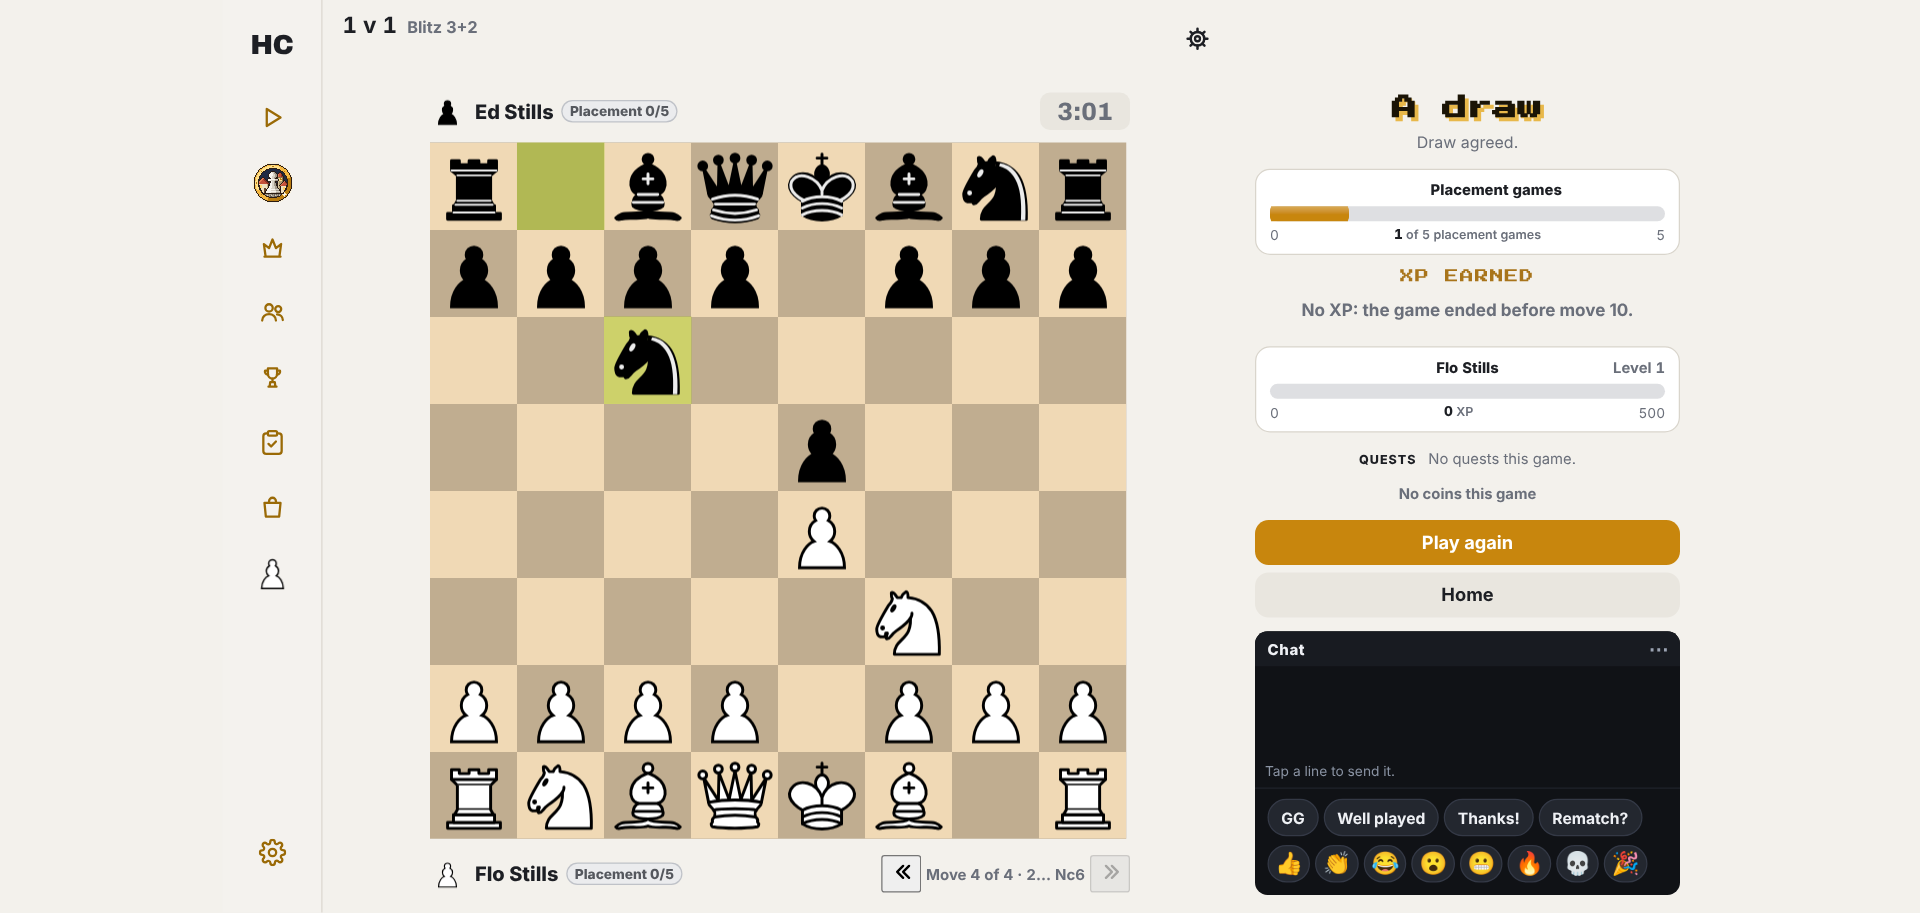 HC
1 v 1 Blitz 3+2
Ed Stills Placement 0/5 3:01
Flo Stills Placement 0/5 Move 4 of 4 · 2... Nc6
A draw
Draw agreed.
Placement games
0 1 of 5 placement games 5
XP EARNED
No XP: the game ended before move 10.
Flo Stills Level 1
0 0 XP 500
QUESTS No quests this game.
No coins this game
Play again
Home
Chat
Tap a line to send it.
GG Well played Thanks! Rematch?